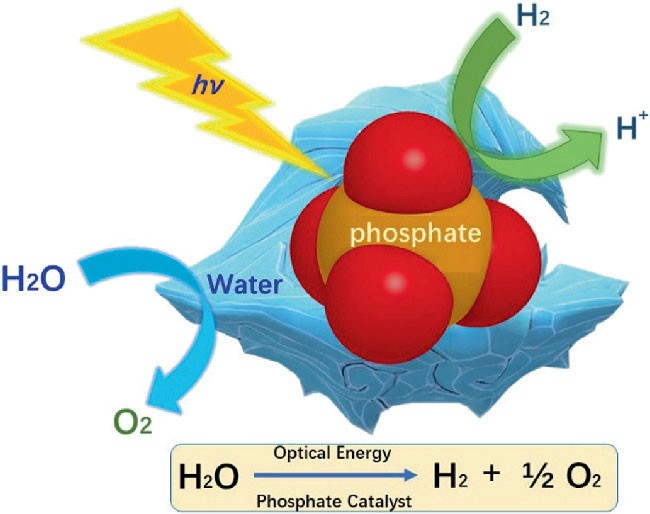 hν
H₂
H⁺
phosphate
H₂O
Water
O₂
Optical Energy
H₂O → H₂ + ½ O₂
Phosphate Catalyst